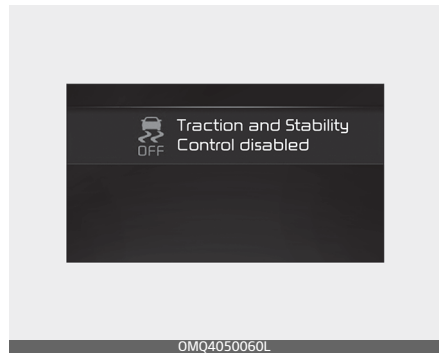 Traction and Stability
OFF Control disabled
OMQ4050060L